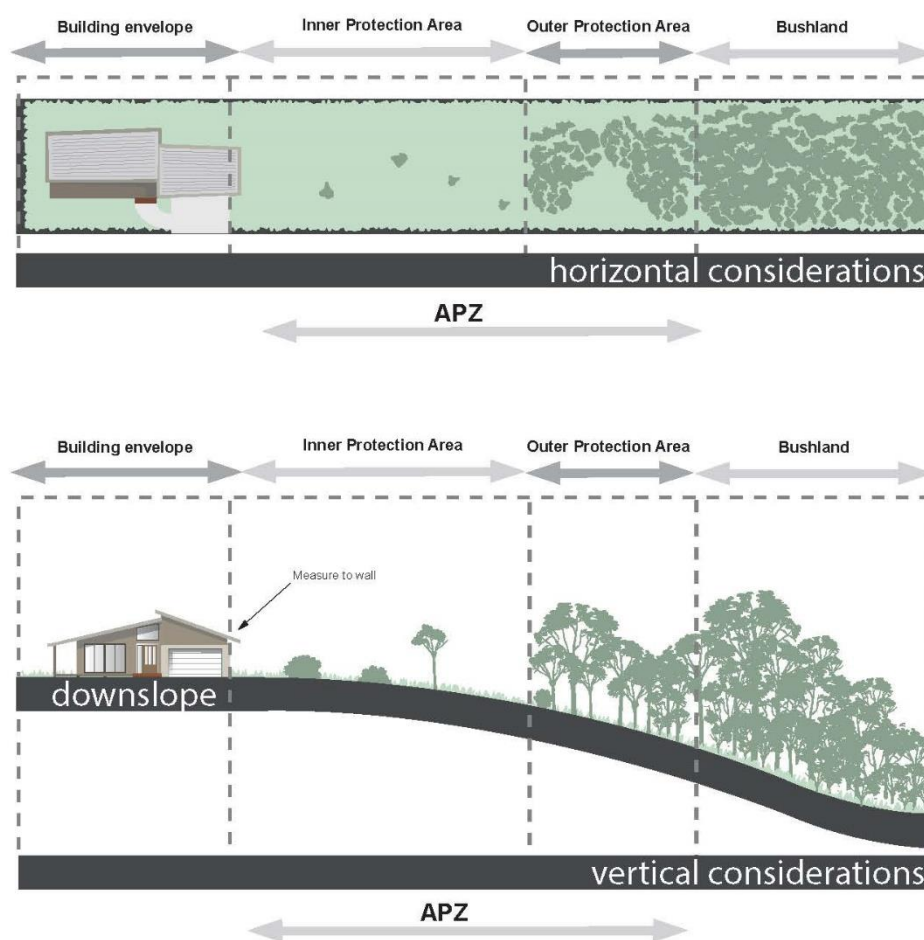 Building envelope
Inner Protection Area
Outer Protection Area
Bushland
horizontal considerations
APZ
Building envelope
Inner Protection Area
Outer Protection Area
Bushland
Measure to wall
downslope
vertical considerations
APZ